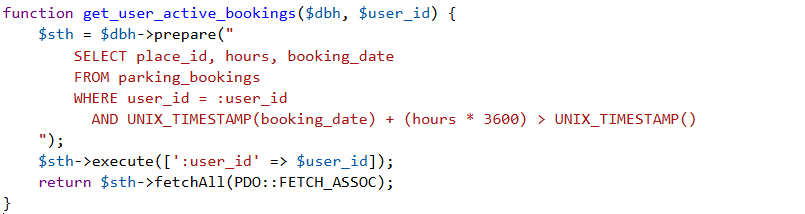 function get_user_active_bookings($dbh, $user_id) {
    $sth = $dbh->prepare("
        SELECT place_id, hours, booking_date
        FROM parking_bookings
        WHERE user_id = :user_id
          AND UNIX_TIMESTAMP(booking_date) + (hours * 3600) > UNIX_TIMESTAMP()
    ");
    $sth->execute([':user_id' => $user_id]);
    return $sth->fetchAll(PDO::FETCH_ASSOC);
}